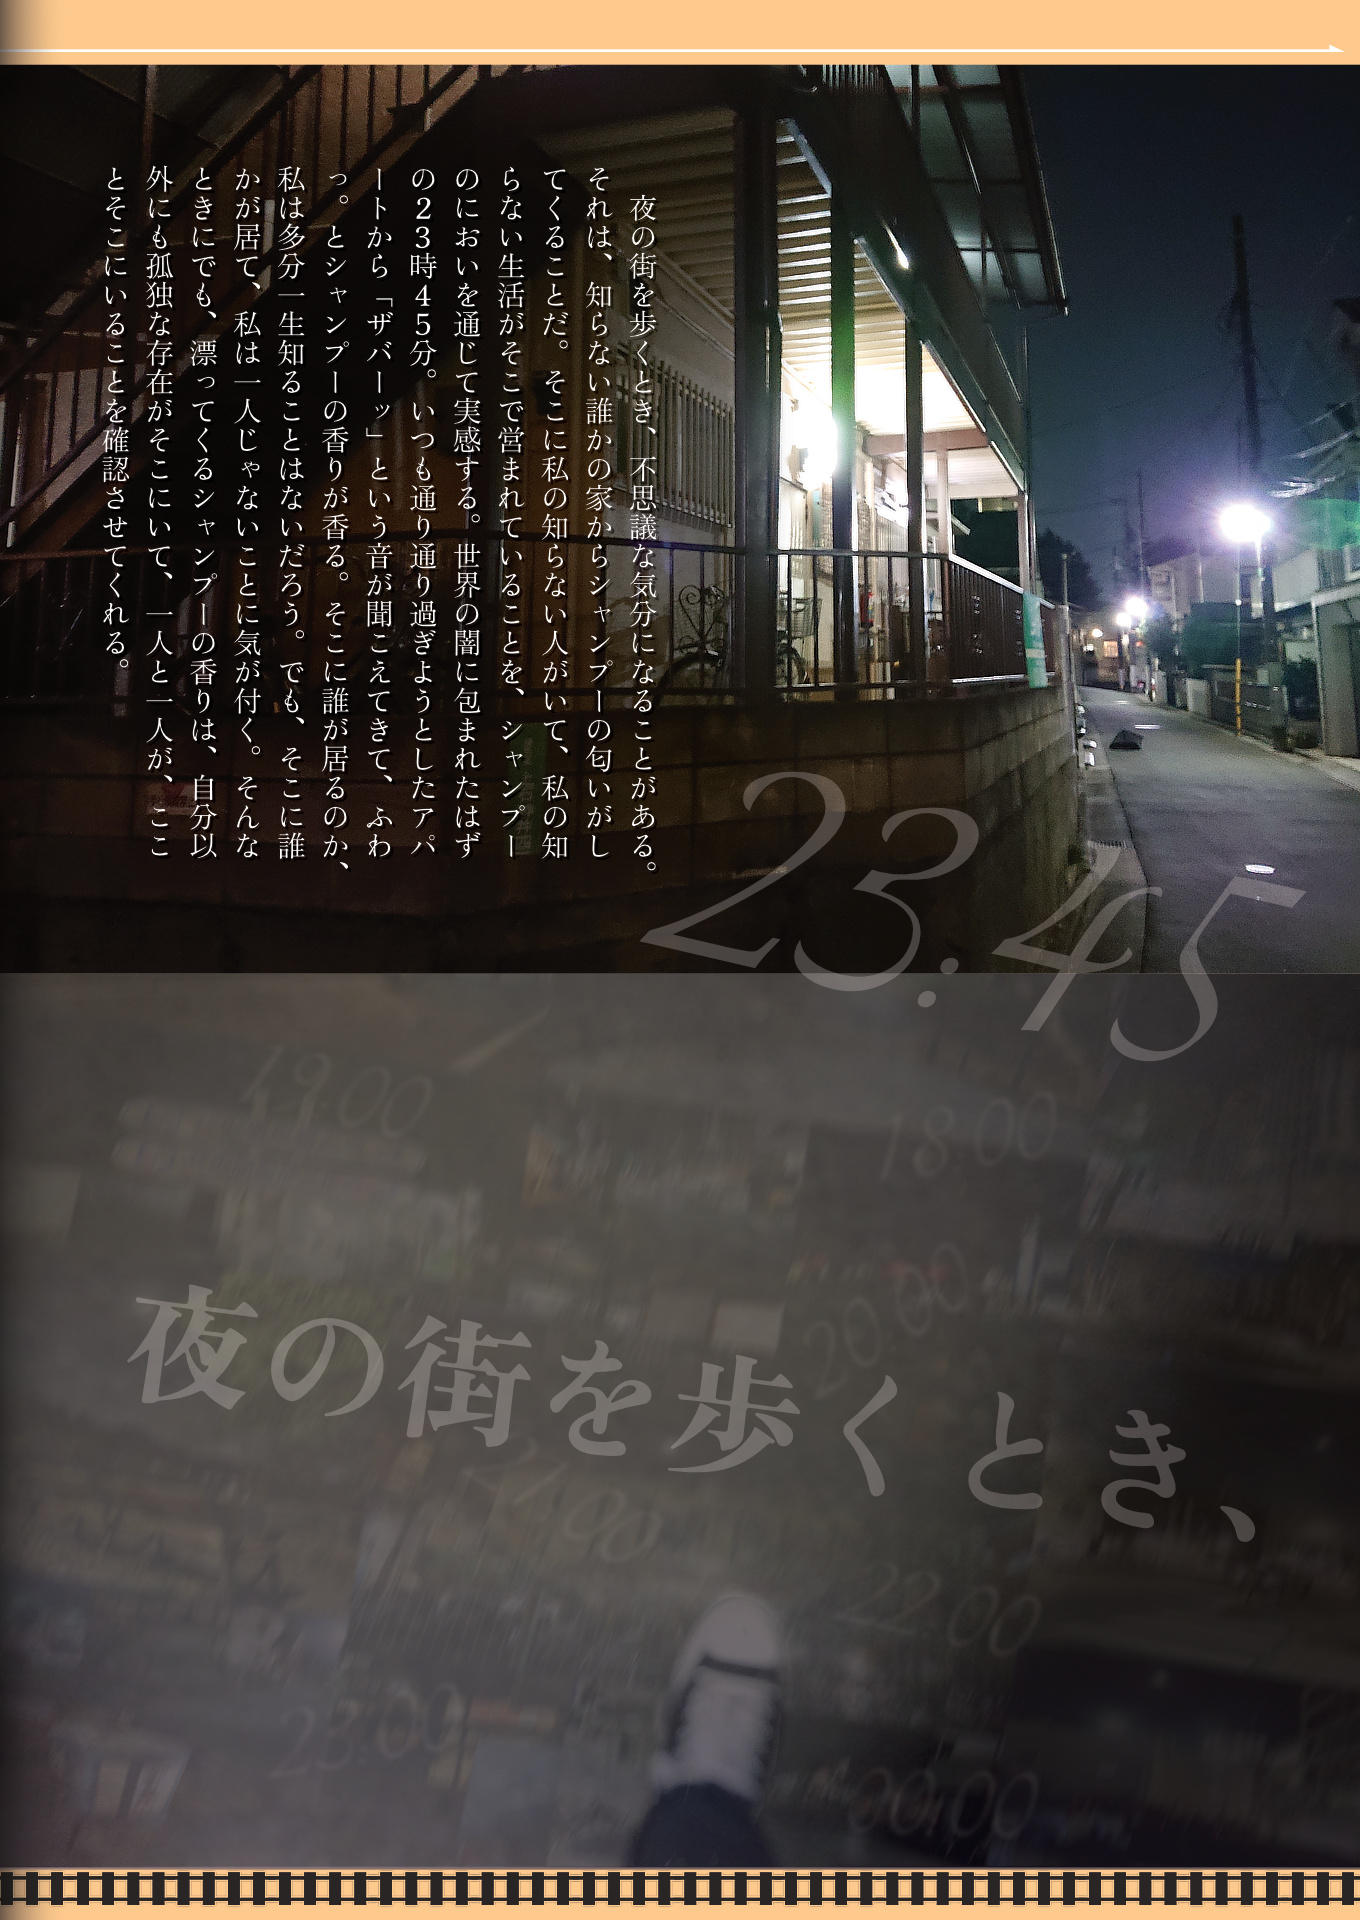 夜の街を歩くとき、不思議な気分になることがある。
それは、知らない誰かの家からシャンプーの匂いがし
てくることだ。そこに私の知らない人がいて、私の知
らない生活がそこで営まれていることを、シャンプー
のにおいを通じて実感する。世界の闇に包まれたはず
の23時45分。いつも通り通り過ぎようとしたアパ
ートから「ザバーッ」という音が聞こえてきて、ふわ
っ。とシャンプーの香りが香る。そこに誰が居るのか、
私は多分一生知ることはないだろう。でも、そこに誰
かが居て、私は一人じゃないことに気が付く。そんな
ときにでも、漂ってくるシャンプーの香りは、自分以
外にも孤独な存在がそこにいて、一人と一人が、ここ
とそこにいることを確認させてくれる。
23:45
19:00
18:00
20:00
夜の街を歩くとき、
21:00
22:00
23:00
00:00